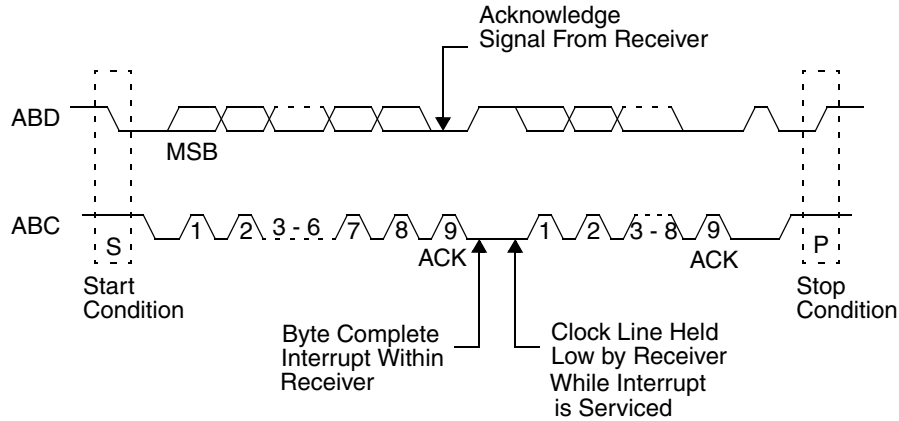 Acknowledge
Signal From Receiver
ABD
MSB
ABC
S
1 2 3 - 6 7 8 9
ACK
1 2 3 - 8 9
ACK
P
Start
Condition
Stop
Condition
Byte Complete
Interrupt Within
Receiver
Clock Line Held
Low by Receiver
While Interrupt
is Serviced